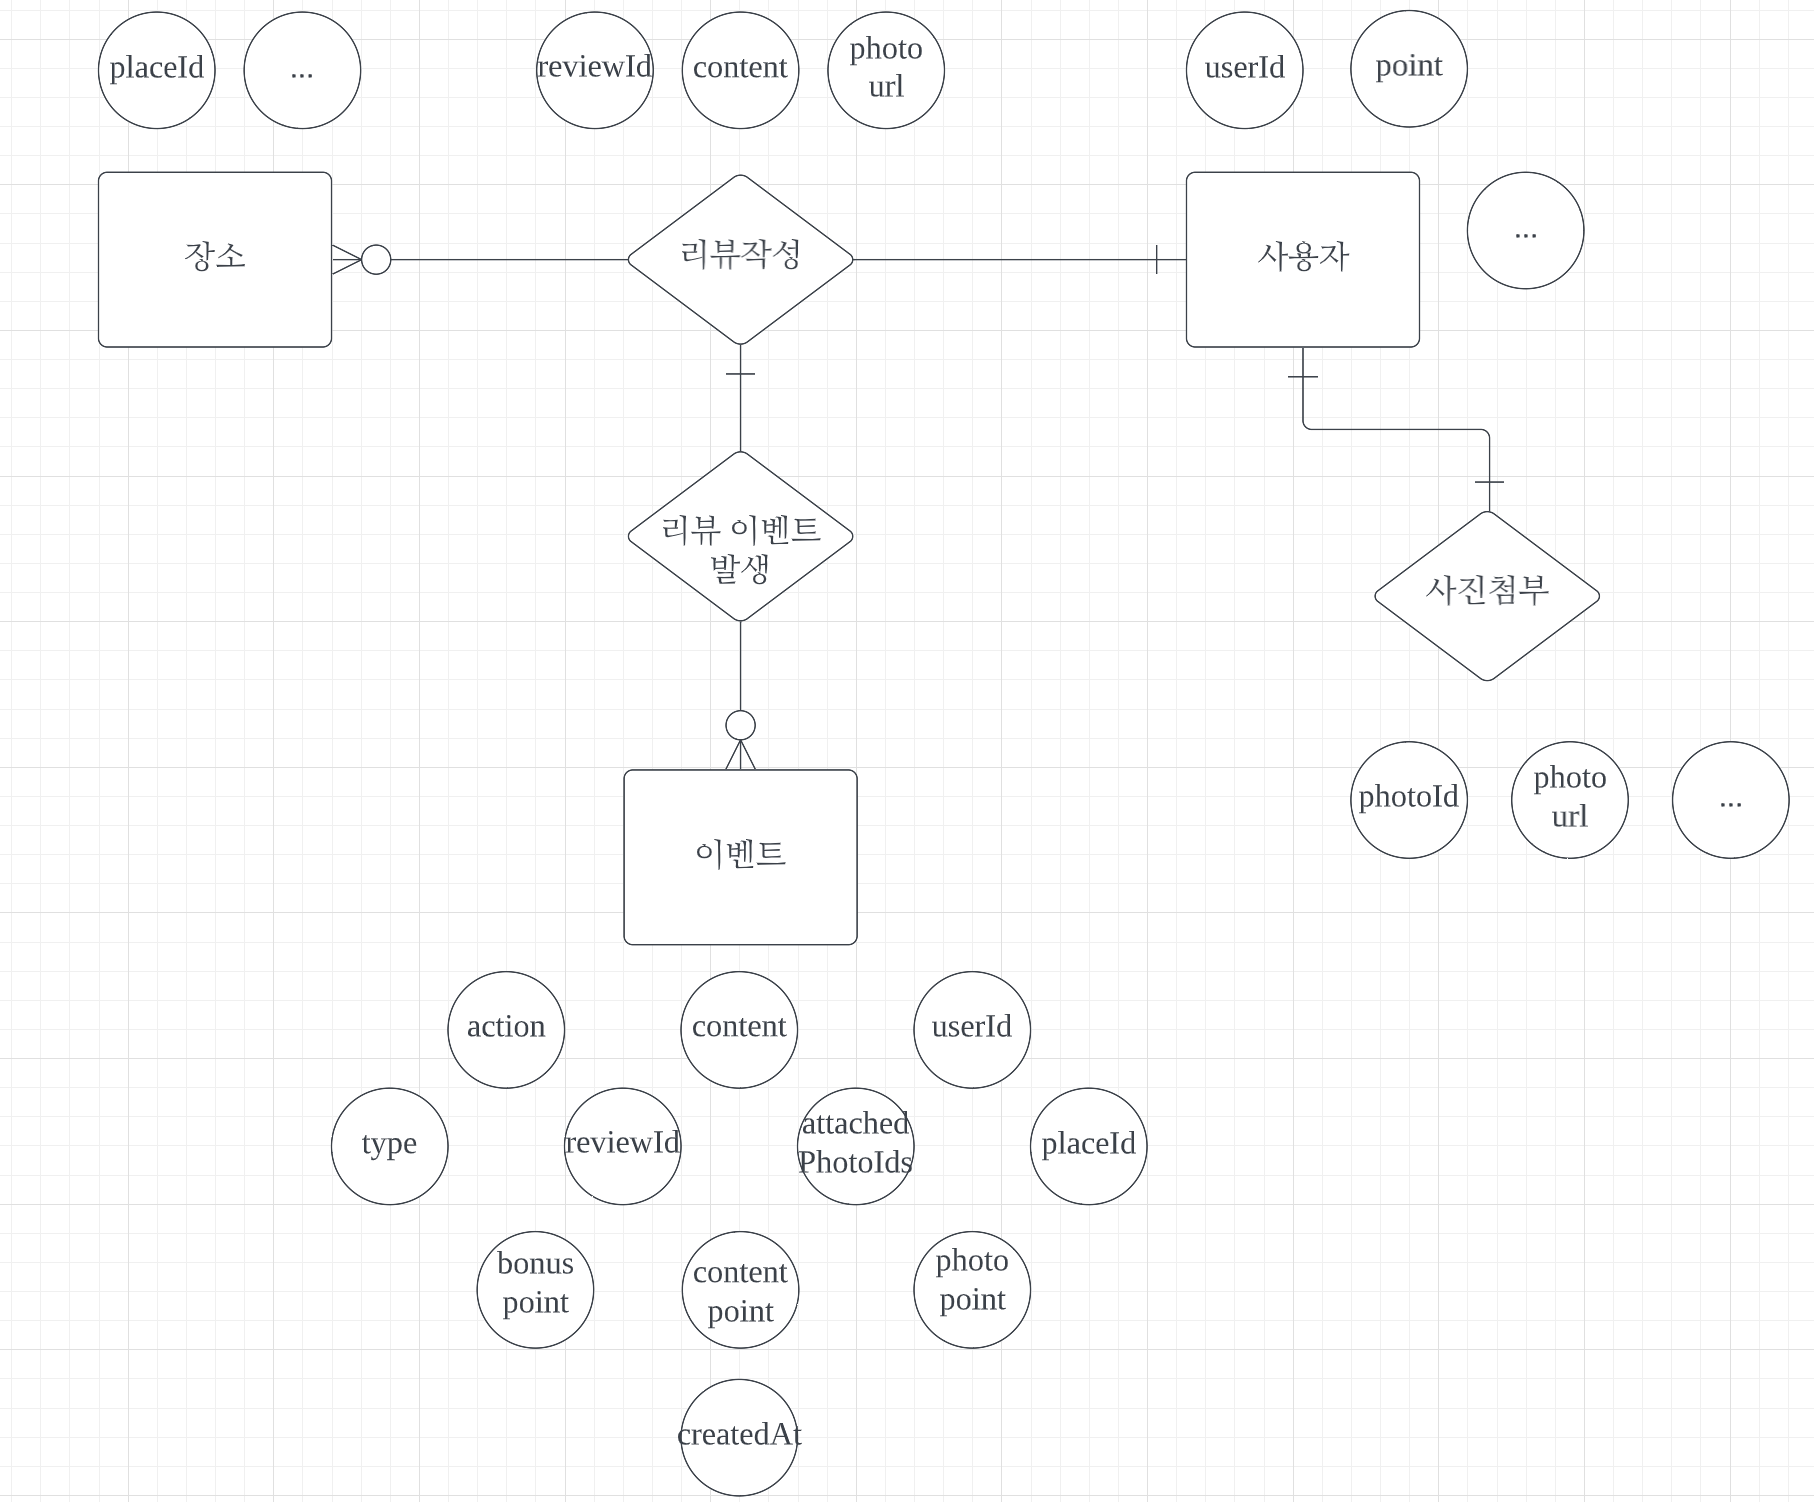 placeId
...
reviewId
content
photo
url
userId
point
장소
리뷰작성
사용자
...
리뷰 이벤트
발생
사진첨부
photoId
photo
url
...
이벤트
action
content
userId
type
reviewId
attached
PhotoIds
placeId
bonus
point
content
point
photo
point
createdAt